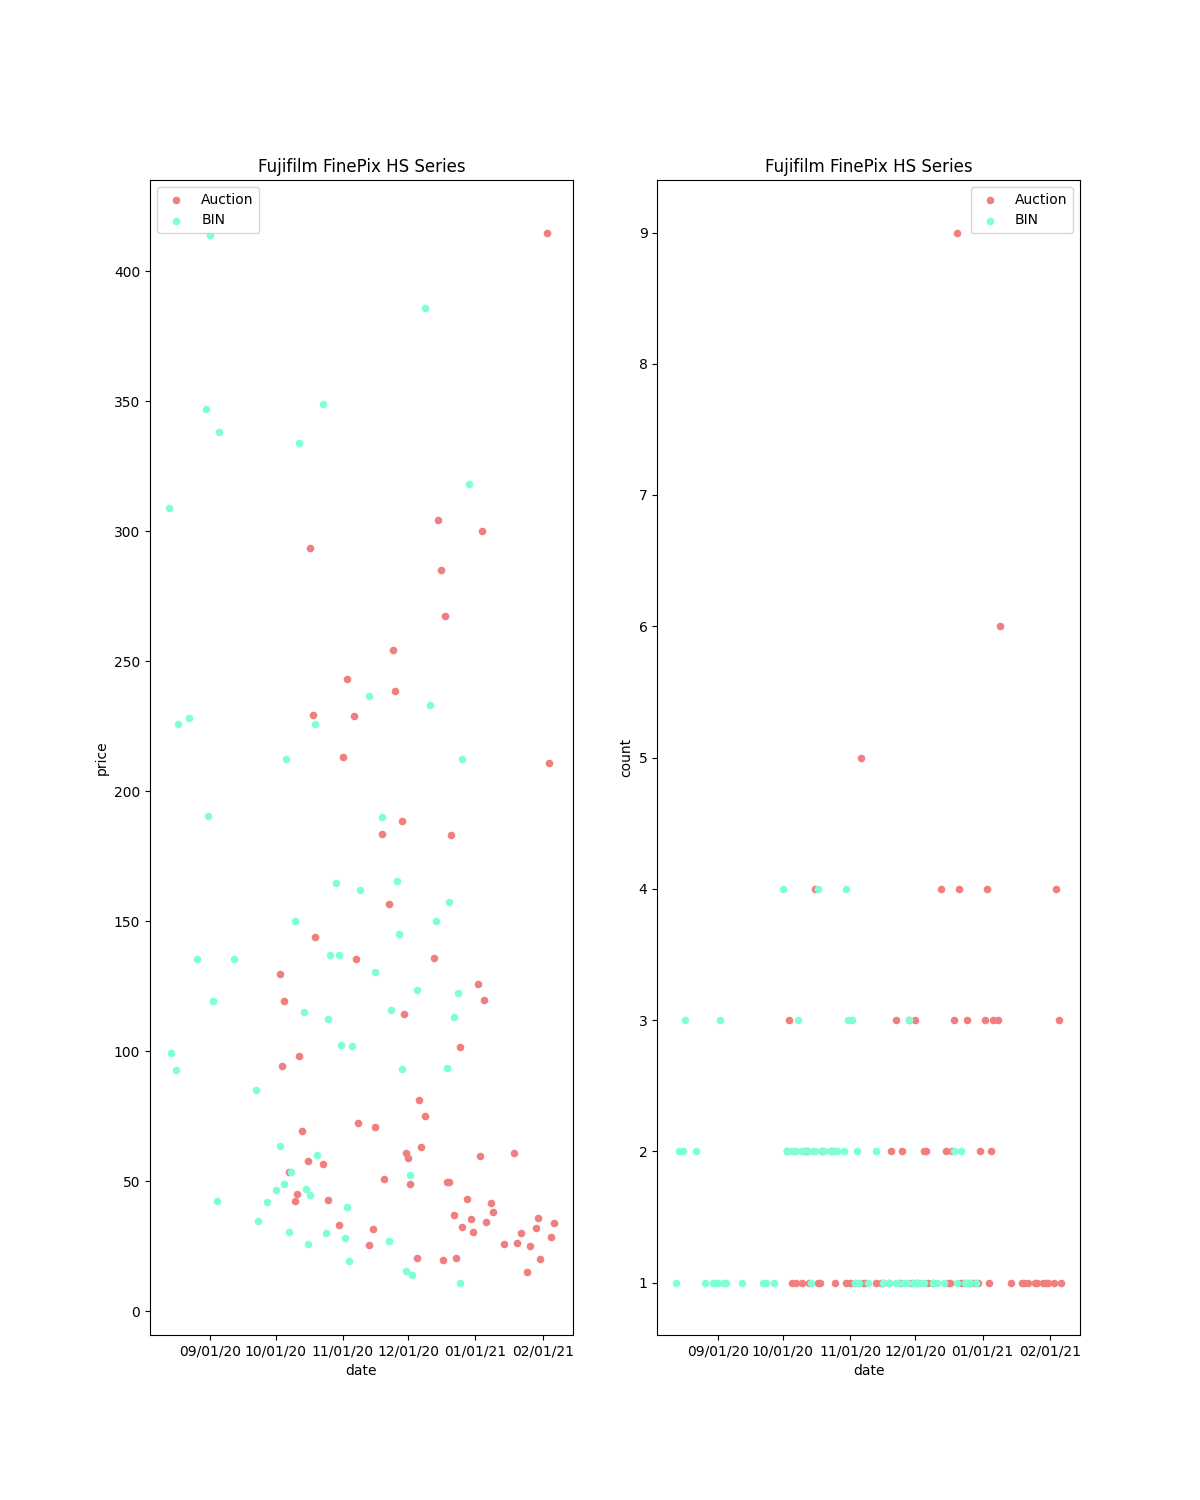 Fujifilm FinePix HS Series
Auction
BIN
400
350
300
250
200
150
100
50
0
price
09/01/20 10/01/20 11/01/20 12/01/20 01/01/21 02/01/21
date
Fujifilm FinePix HS Series
Auction
BIN
9
8
7
6
5
4
3
2
1
count
09/01/20 10/01/20 11/01/20 12/01/20 01/01/21 02/01/21
date